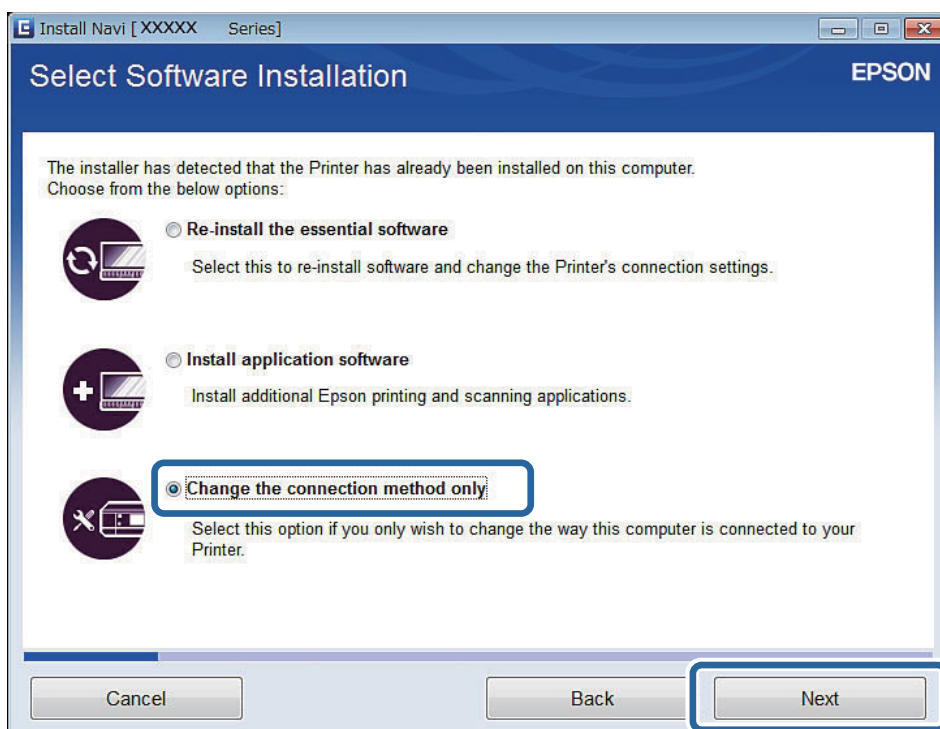 Install Navi [ XXXXX Series]
Select Software Installation
EPSON
The installer has detected that the Printer has already been installed on this computer.
Choose from the below options:
Re-install the essential software
Select this to re-install software and change the Printer's connection settings.
Install application software
Install additional Epson printing and scanning applications.
Change the connection method only
Select this option if you only wish to change the way this computer is connected to your
Printer.
Cancel
Back
Next